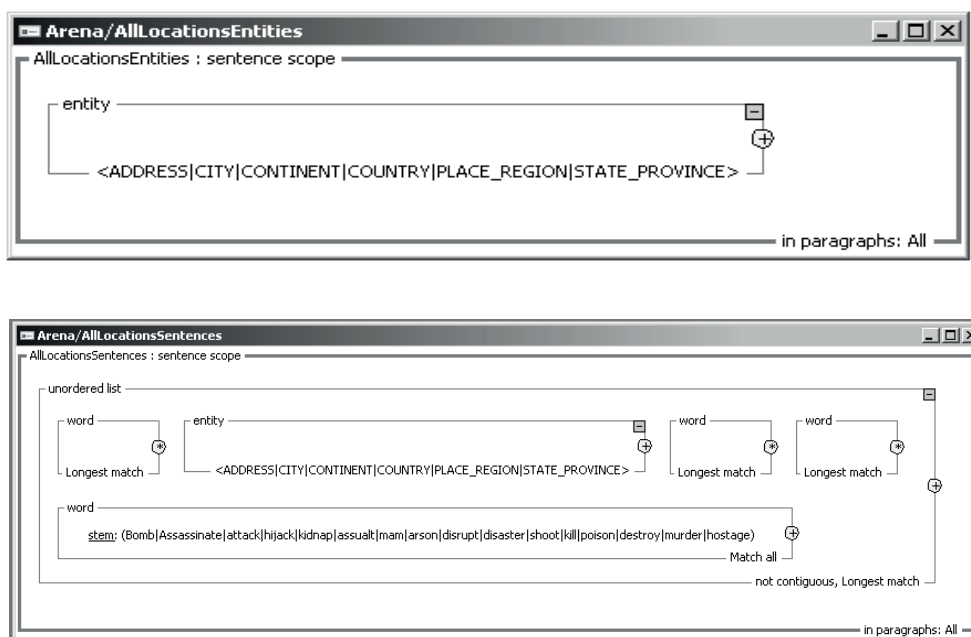 Arena/AllLocationsEntities
AllLocationsEntities : sentence scope
entity
<ADDRESS|CITY|CONTINENT|COUNTRY|PLACE_REGION|STATE_PROVINCE>
in paragraphs: All
Arena/AllLocationsSentences
AllLocationsSentences : sentence scope
unordered list
word entity word word
Longest match <ADDRESS|CITY|CONTINENT|COUNTRY|PLACE_REGION|STATE_PROVINCE> Longest match Longest match
word
stem: (Bomb|Assassinate|attack|hijack|kidnap|assualt|mam|arson|disrupt|disaster|shoot|kill|poison|destroy|murder|hostage)
Match all
not contiguous, Longest match
in paragraphs: All